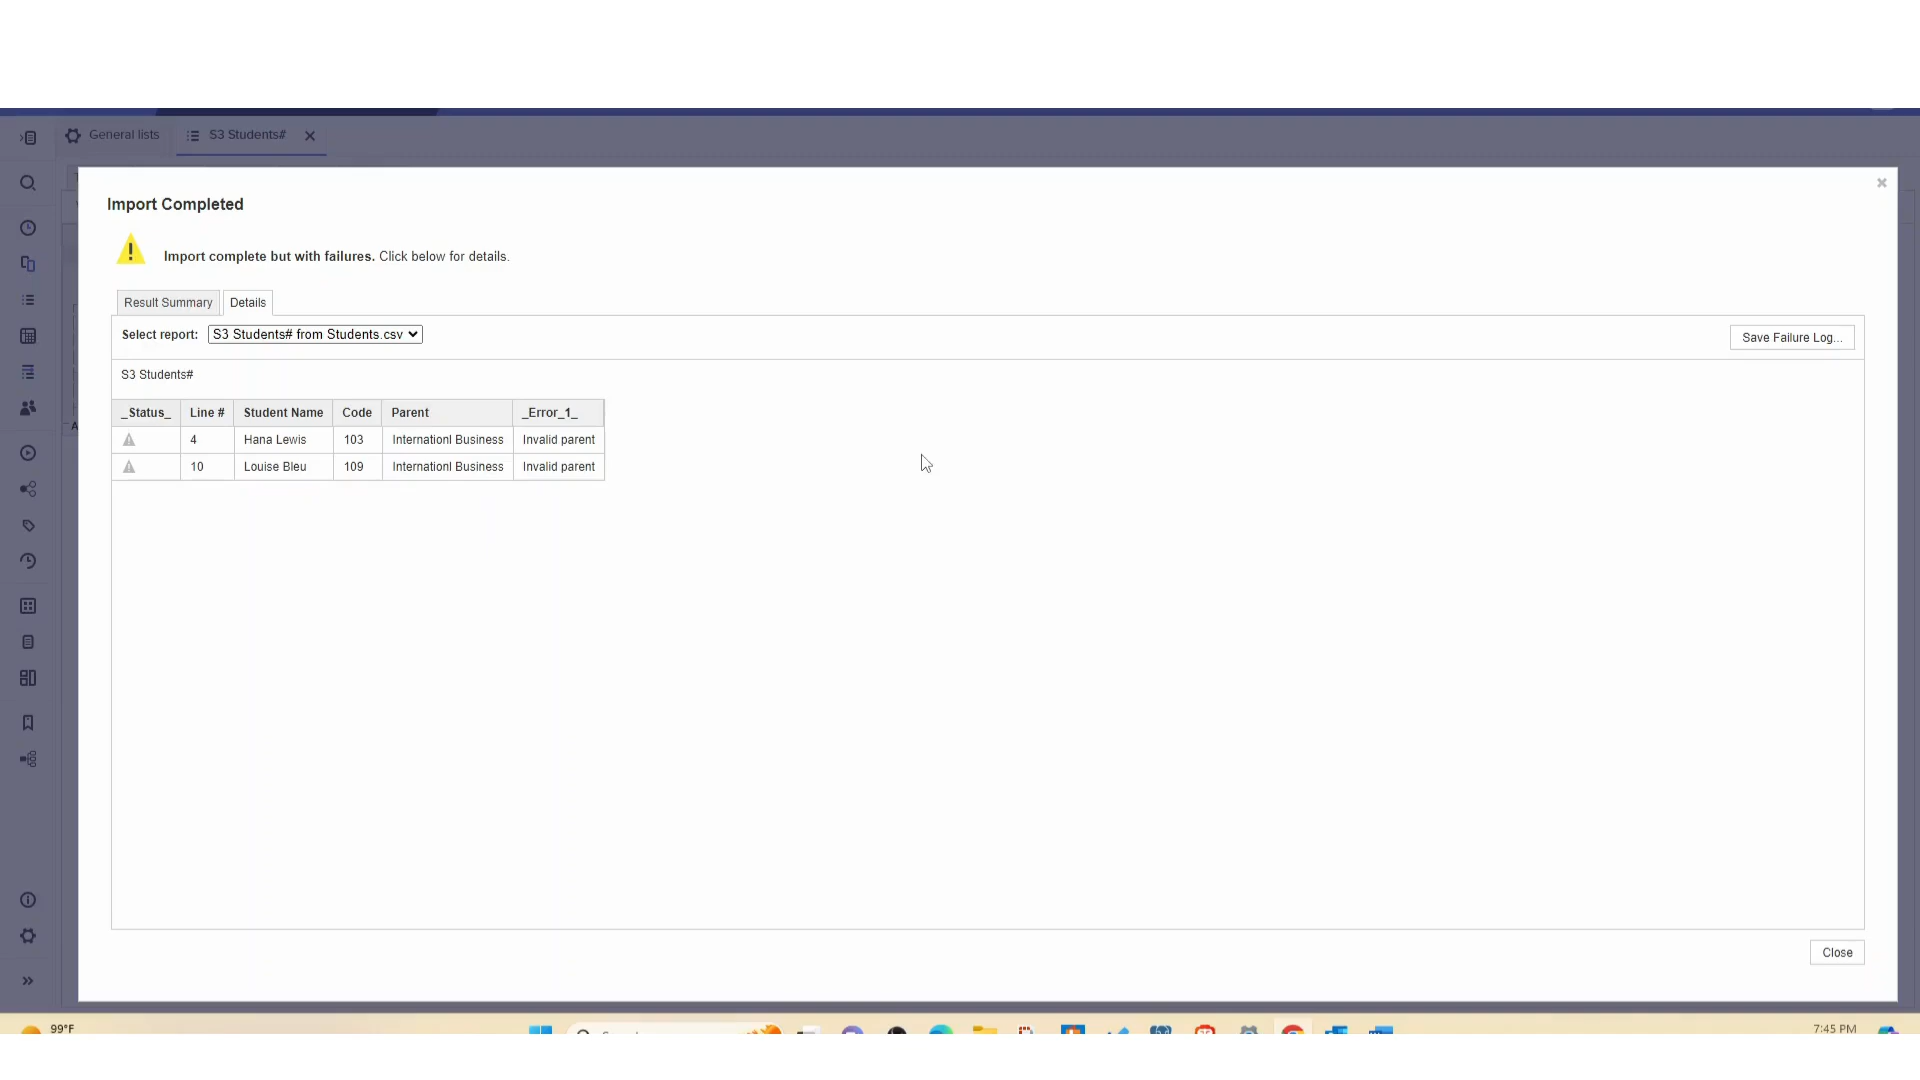 General lists
S3 Students#
Import Completed
Import complete but with failures. Click below for details.
Result Summary
Details
Select report: S3 Students# from Students.csv
Save Failure Log...
S3 Students#
_Status_ Line # Student Name Code Parent _Error_1_
4 Hana Lewis 103 Internationl Business Invalid parent
10 Louise Bleu 109 Internationl Business Invalid parent
Close
99°F
7:45 PM